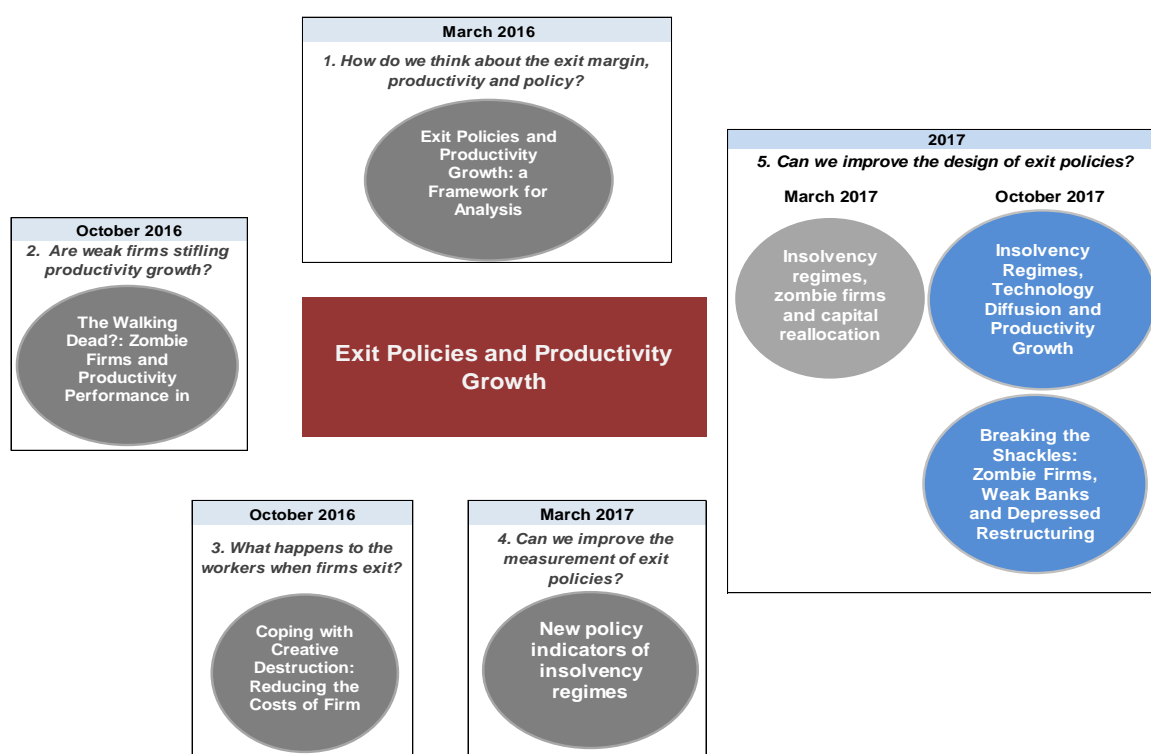 March 2016
1. How do we think about the exit margin,
productivity and policy?
Exit Policies and
Productivity
Growth: a
Framework for
Analysis
October 2016
2. Are weak firms stifling
productivity growth?
The Walking
Dead?: Zombie
Firms and
Productivity
Performance in
Exit Policies and Productivity
Growth
October 2016
3. What happens to the
workers when firms exit?
Coping with
Creative
Destruction:
Reducing the
Costs of Firm
March 2017
4. Can we improve the
measurement of exit
policies?
New policy
indicators of
insolvency
regimes
2017
5. Can we improve the design of exit policies?
March 2017
Insolvency
regimes,
zombie firms
and capital
reallocation
October 2017
Insolvency
Regimes,
Technology
Diffusion and
Productivity
Growth
Breaking the
Shackles:
Zombie Firms,
Weak Banks
and Depressed
Restructuring